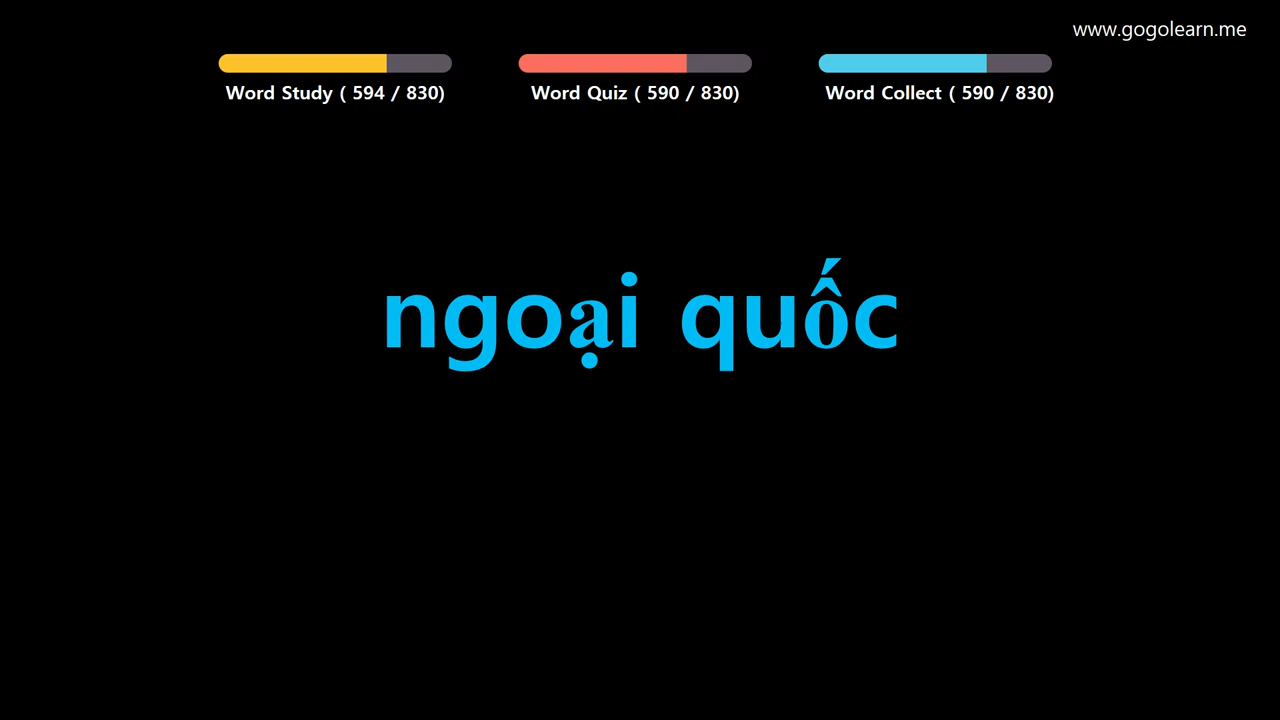 www.gogolearn.me
Word Study ( 594 / 830)
Word Quiz ( 590 / 830)
Word Collect ( 590 / 830)
ngoại quốc